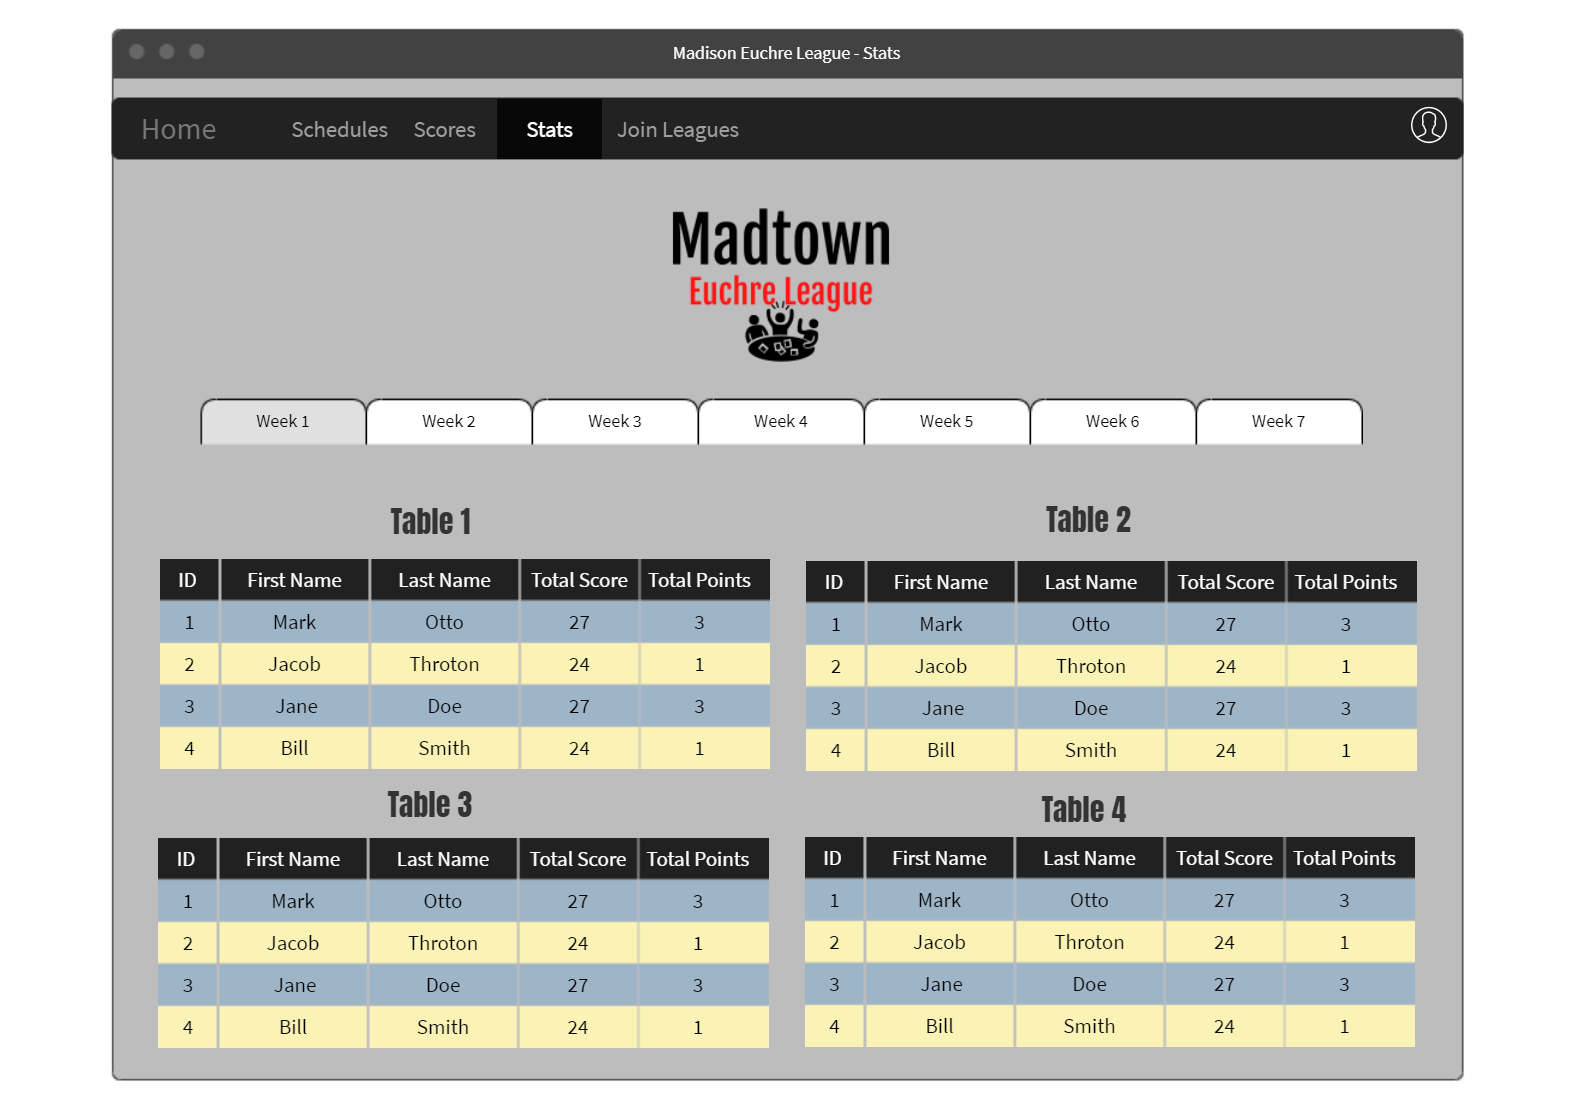 Madison Euchre League - Stats
Home Schedules Scores Stats Join Leagues
Madtown
Euchre League
Week 1 Week 2 Week 3 Week 4 Week 5 Week 6 Week 7
Table 1
ID First Name Last Name Total Score Total Points
1 Mark Otto 27 3
2 Jacob Throton 24 1
3 Jane Doe 27 3
4 Bill Smith 24 1
Table 2
ID First Name Last Name Total Score Total Points
1 Mark Otto 27 3
2 Jacob Throton 24 1
3 Jane Doe 27 3
4 Bill Smith 24 1
Table 3
ID First Name Last Name Total Score Total Points
1 Mark Otto 27 3
2 Jacob Throton 24 1
3 Jane Doe 27 3
4 Bill Smith 24 1
Table 4
ID First Name Last Name Total Score Total Points
1 Mark Otto 27 3
2 Jacob Throton 24 1
3 Jane Doe 27 3
4 Bill Smith 24 1